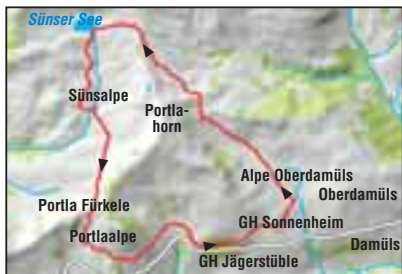 Sünser See
Sünsalpe
Portla-
horn
Alpe Oberdamüls
Oberdamüls
Portla Fürkele
GH Sonnenheim
Portlaalpe
Damüls
GH Jägerstüble